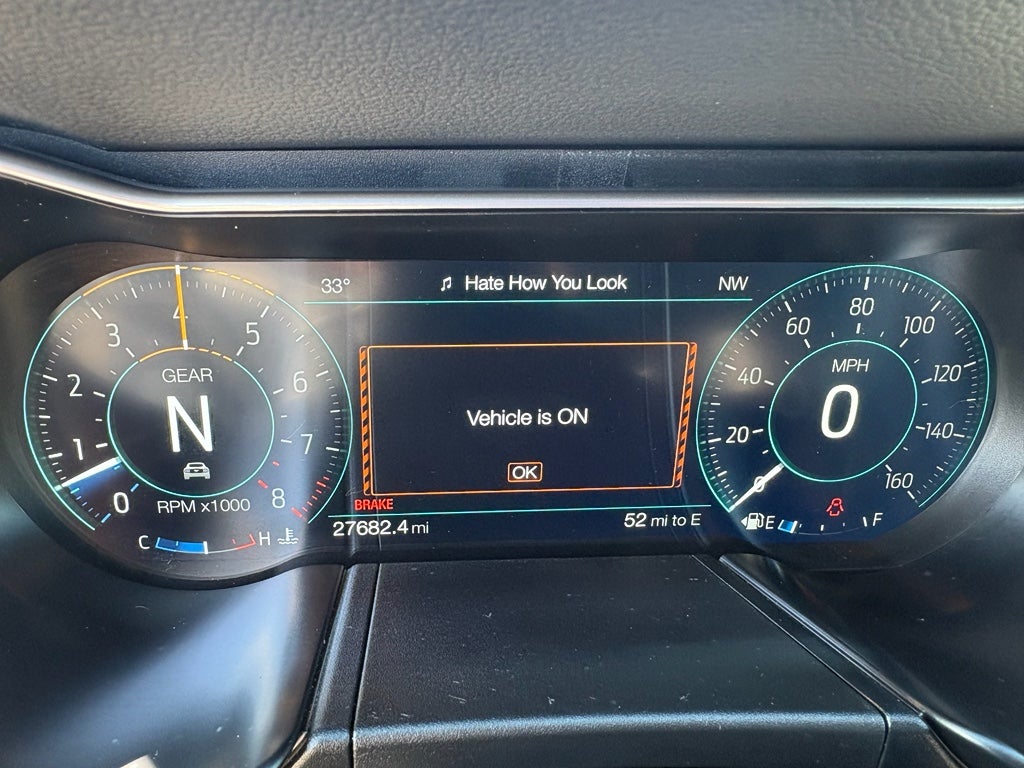 33° ♫ Hate How You Look NW
0 1 2 3 4 5 6 7 8
GEAR
N
RPM x1000
C H
Vehicle is ON
OK
BRAKE
27682.4 mi 52 mi to E
0 20 40 60 80 100 120 140 160
MPH
0
E F